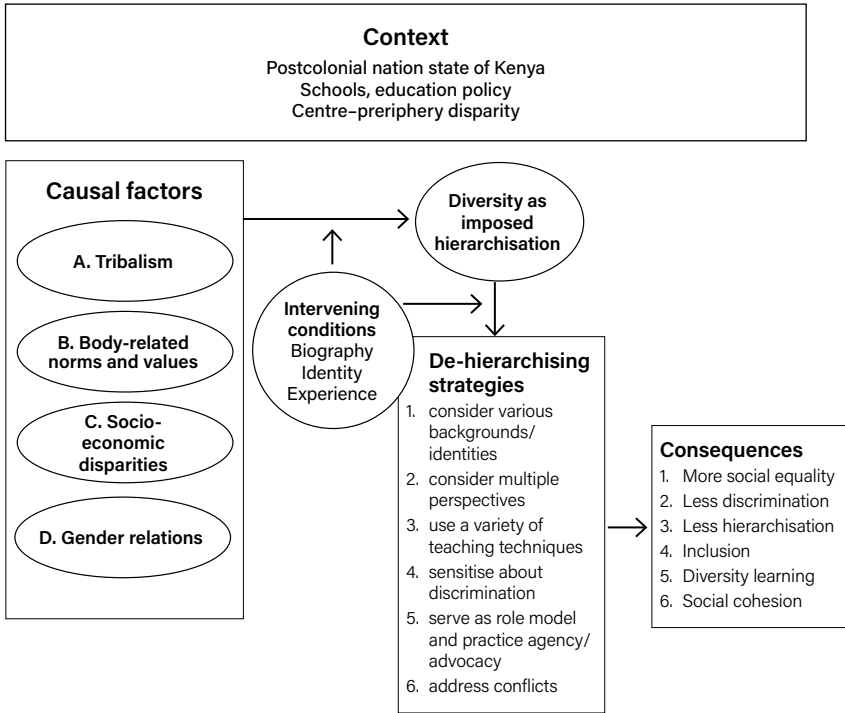 Context
Postcolonial nation state of Kenya
Schools, education policy
Centre–preriphery disparity
Causal factors
A. Tribalism
B. Body-related
norms and values
C. Socio-
economic
disparities
D. Gender relations
Diversity as
imposed
hierarchisation
Intervening
conditions
Biography
Identity
Experience
De-hierarchising
strategies
1. consider various
backgrounds/
identities
2. consider multiple
perspectives
3. use a variety of
teaching techniques
4. sensitise about
discrimination
5. serve as role model
and practice agency/
advocacy
6. address conflicts
Consequences
1. More social equality
2. Less discrimination
3. Less hierarchisation
4. Inclusion
5. Diversity learning
6. Social cohesion